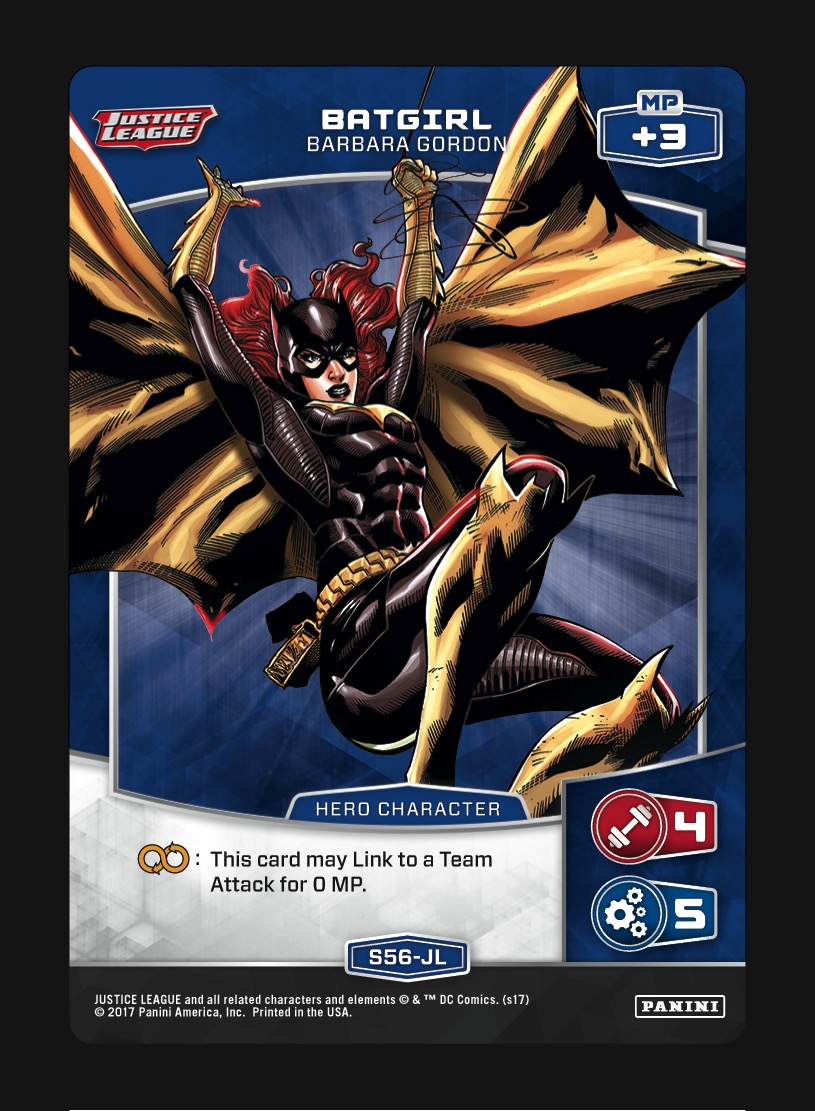 JUSTICE
LEAGUE
BATGIRL
BARBARA GORDON
MP
+3
HERO CHARACTER
: This card may Link to a Team
Attack for 0 MP.
4
5
S56-JL
JUSTICE LEAGUE and all related characters and elements © & ™ DC Comics. (s17)
© 2017 Panini America, Inc. Printed in the USA.
PANINI